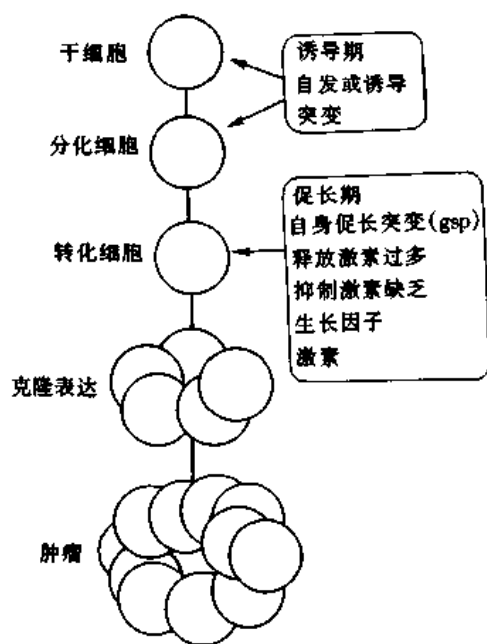 干细胞
诱导期
自发或诱导
突变
分化细胞
促长期
自身促长突变(gsp)
转化细胞
释放激素过多
抑制激素缺乏
生长因子
激素
克隆表达
肿瘤